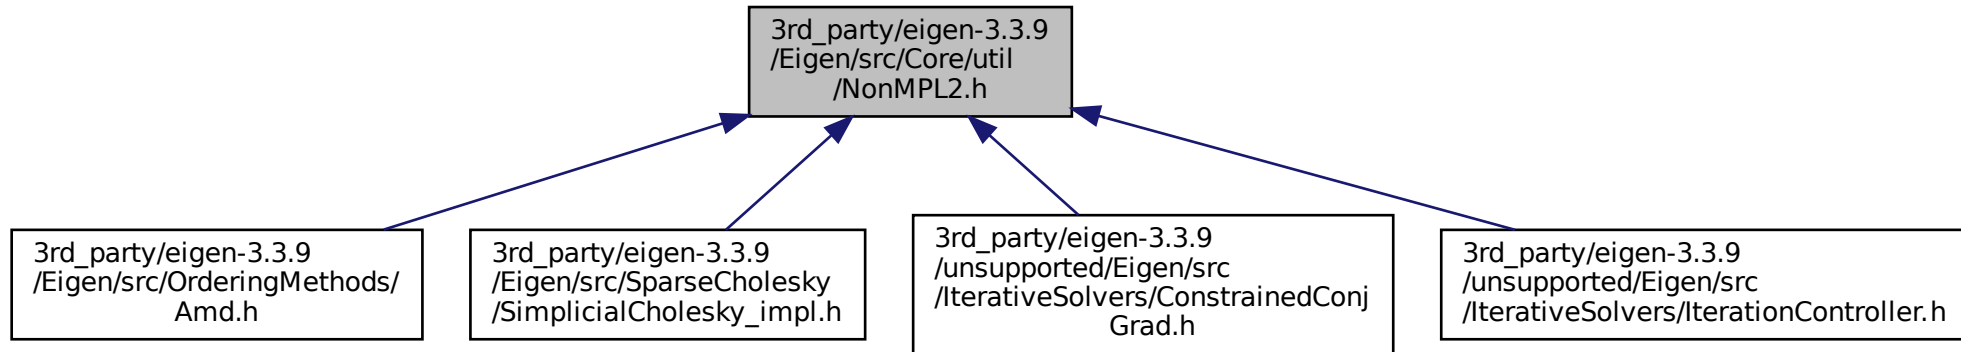 3rd_party/eigen-3.3.9
/Eigen/src/Core/util
/NonMPL2.h
3rd_party/eigen-3.3.9
/Eigen/src/OrderingMethods/
Amd.h
3rd_party/eigen-3.3.9
/Eigen/src/SparseCholesky
/SimplicialCholesky_impl.h
3rd_party/eigen-3.3.9
/unsupported/Eigen/src
/IterativeSolvers/ConstrainedConj
Grad.h
3rd_party/eigen-3.3.9
/unsupported/Eigen/src
/IterativeSolvers/IterationController.h